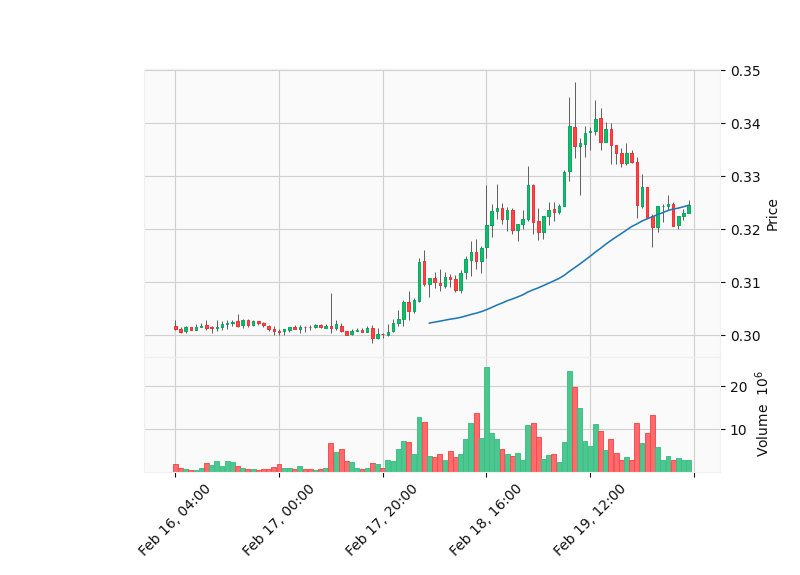 0.35
0.34
0.33
0.32
0.31
0.30
Price
20
10
Volume 10^6
Feb 16, 04:00
Feb 17, 00:00
Feb 17, 20:00
Feb 18, 16:00
Feb 19, 12:00